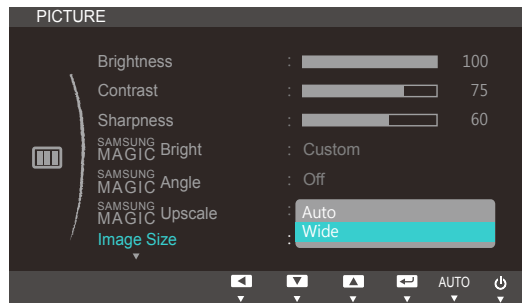 PICTURE
Brightness : 100
Contrast : 75
Sharpness : 60
SAMSUNG MAGIC Bright : Custom
SAMSUNG MAGIC Angle : Off
SAMSUNG MAGIC Upscale : Auto
Image Size : Wide
AUTO